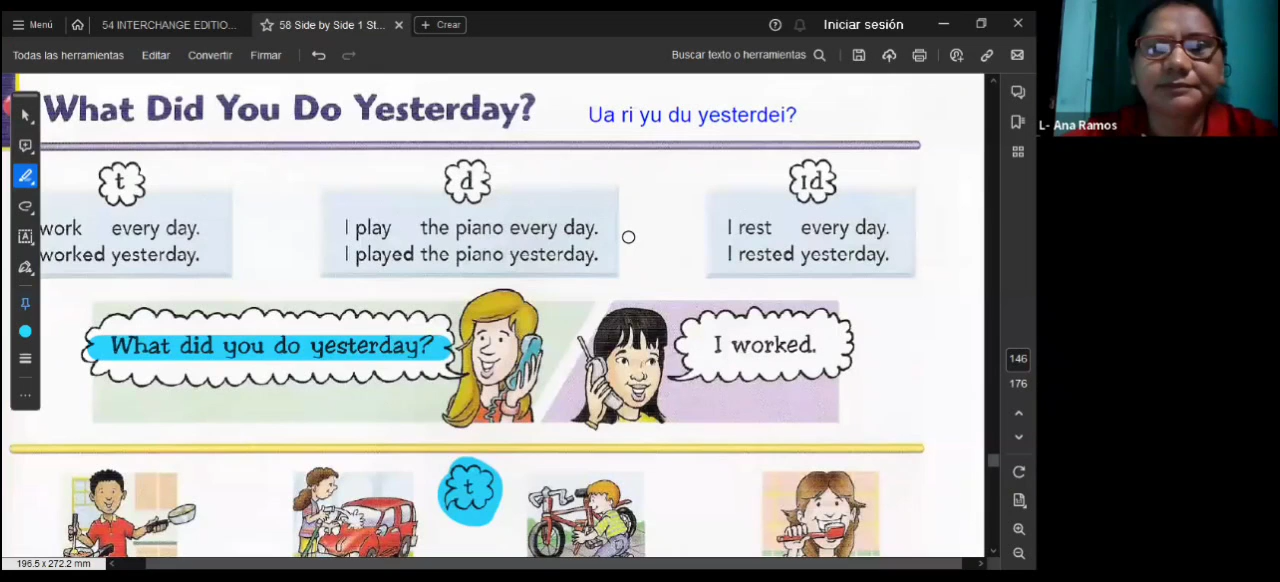 Menú
54 INTERCHANGE EDITIO...
58 Side by Side 1 St...
Crear
Iniciar sesión
Todas las herramientas
Editar
Convertir
Firmar
Buscar texto o herramientas
What Did You Do Yesterday?
Ua ri yu du yesterdei?
t
d
ɪd
work every day.
worked yesterday.
I play the piano every day.
I played the piano yesterday.
I rest every day.
I rested yesterday.
What did you do yesterday?
I worked.
t
146
176
196.5 x 272.2 mm
L- Ana Ramos